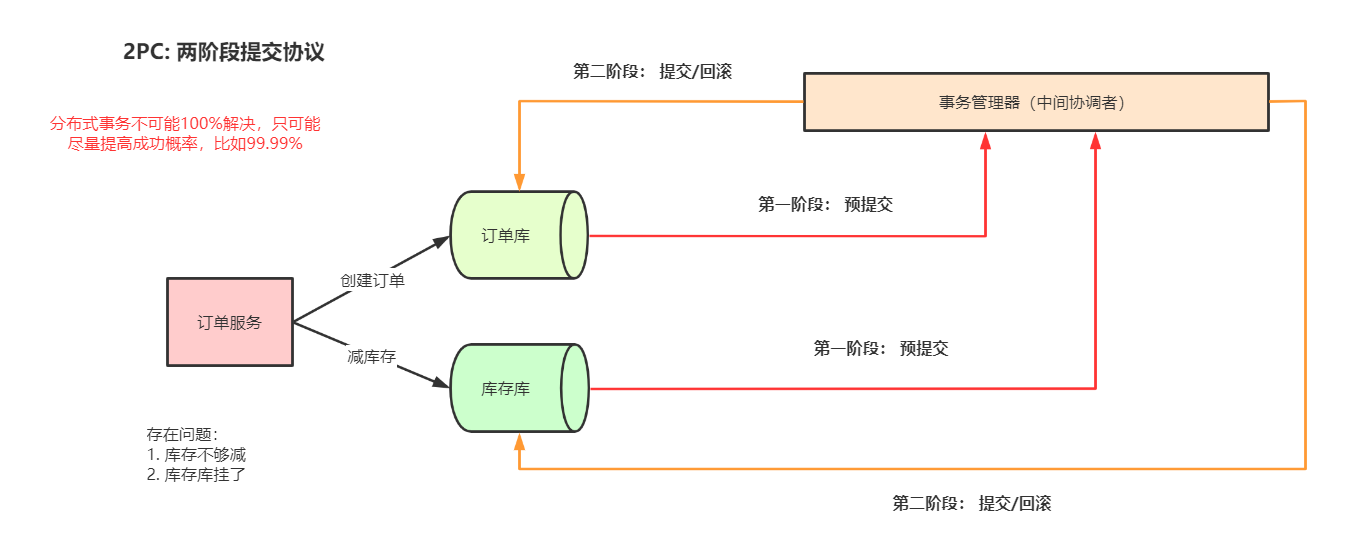 2PC: 两阶段提交协议
第二阶段： 提交/回滚
事务管理器（中间协调者）
分布式事务不可能100%解决，只可能
尽量提高成功概率，比如99.99%
第一阶段： 预提交
订单库
创建订单
订单服务
减库存
第一阶段： 预提交
库存库
存在问题：
1. 库存不够减
2. 库存库挂了
第二阶段： 提交/回滚